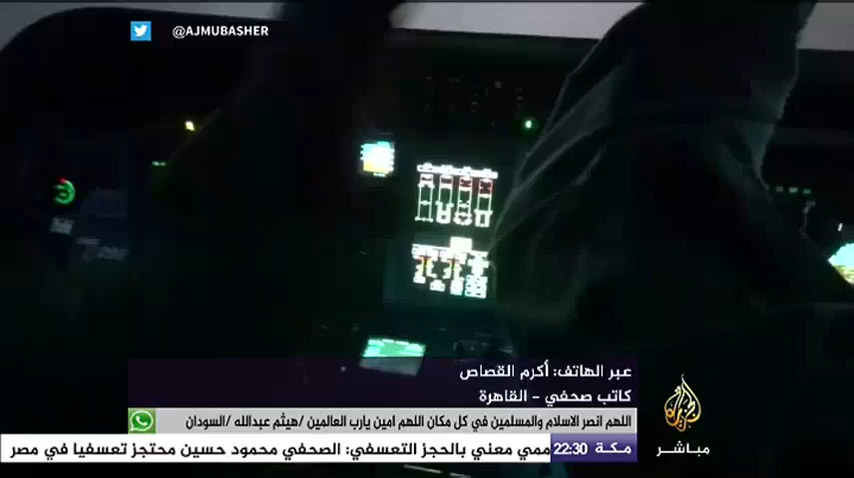 @AJMUBASHER
عبر الهاتف: أكرم القصاص
كاتب صحفي - القاهرة
اللهم انصر الاسلام والمسلمين في كل مكان اللهم امين يارب العالمين /هيثم عبدالله /السودان
مكة 22:30 ممي معني بالحجز التعسفي: الصحفي محمود حسين محتجز تعسفيا في مصر
الجزيرة
مباشر